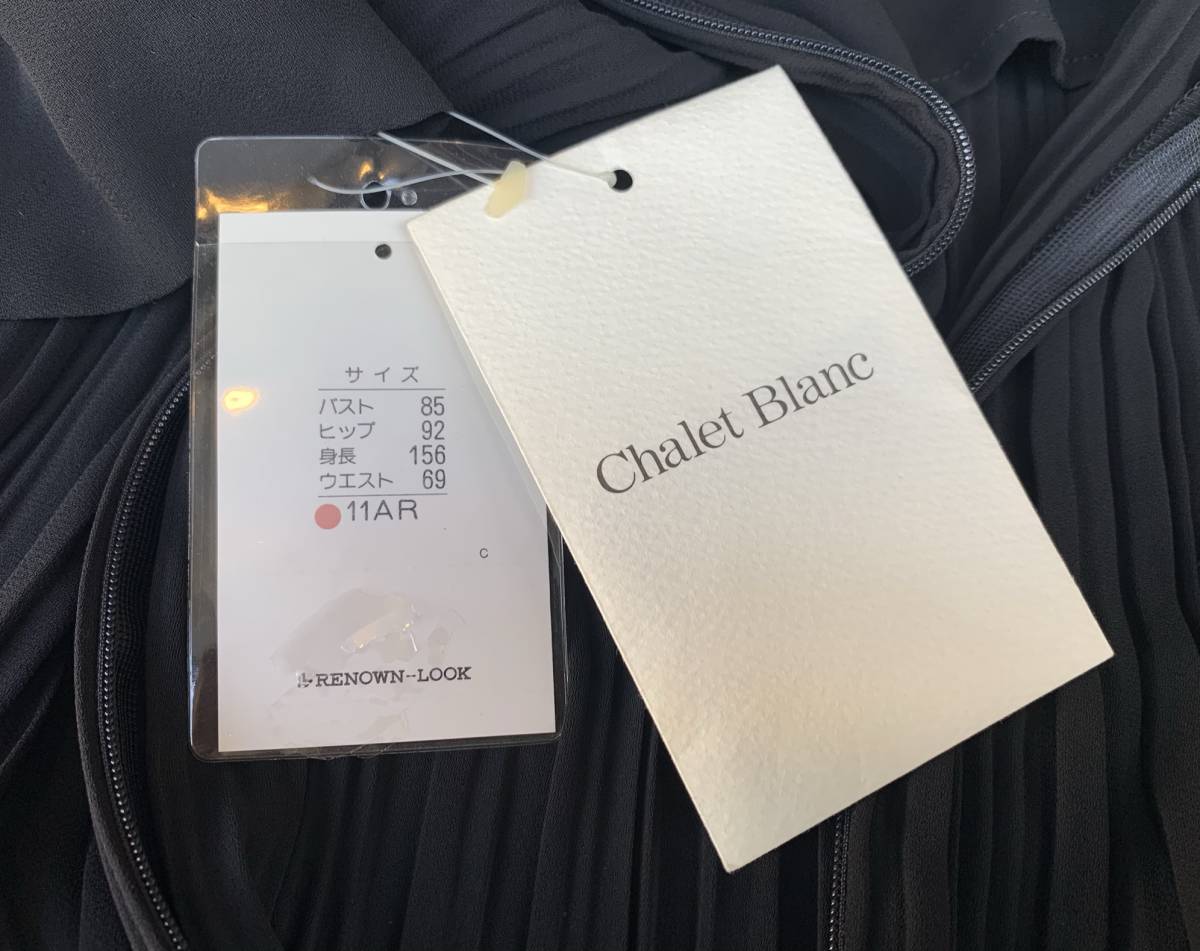 サイズ
バスト 85
ヒップ 92
身長 156
ウエスト 69
11AR
C
RENOWN--LOOK
Chalet Blanc